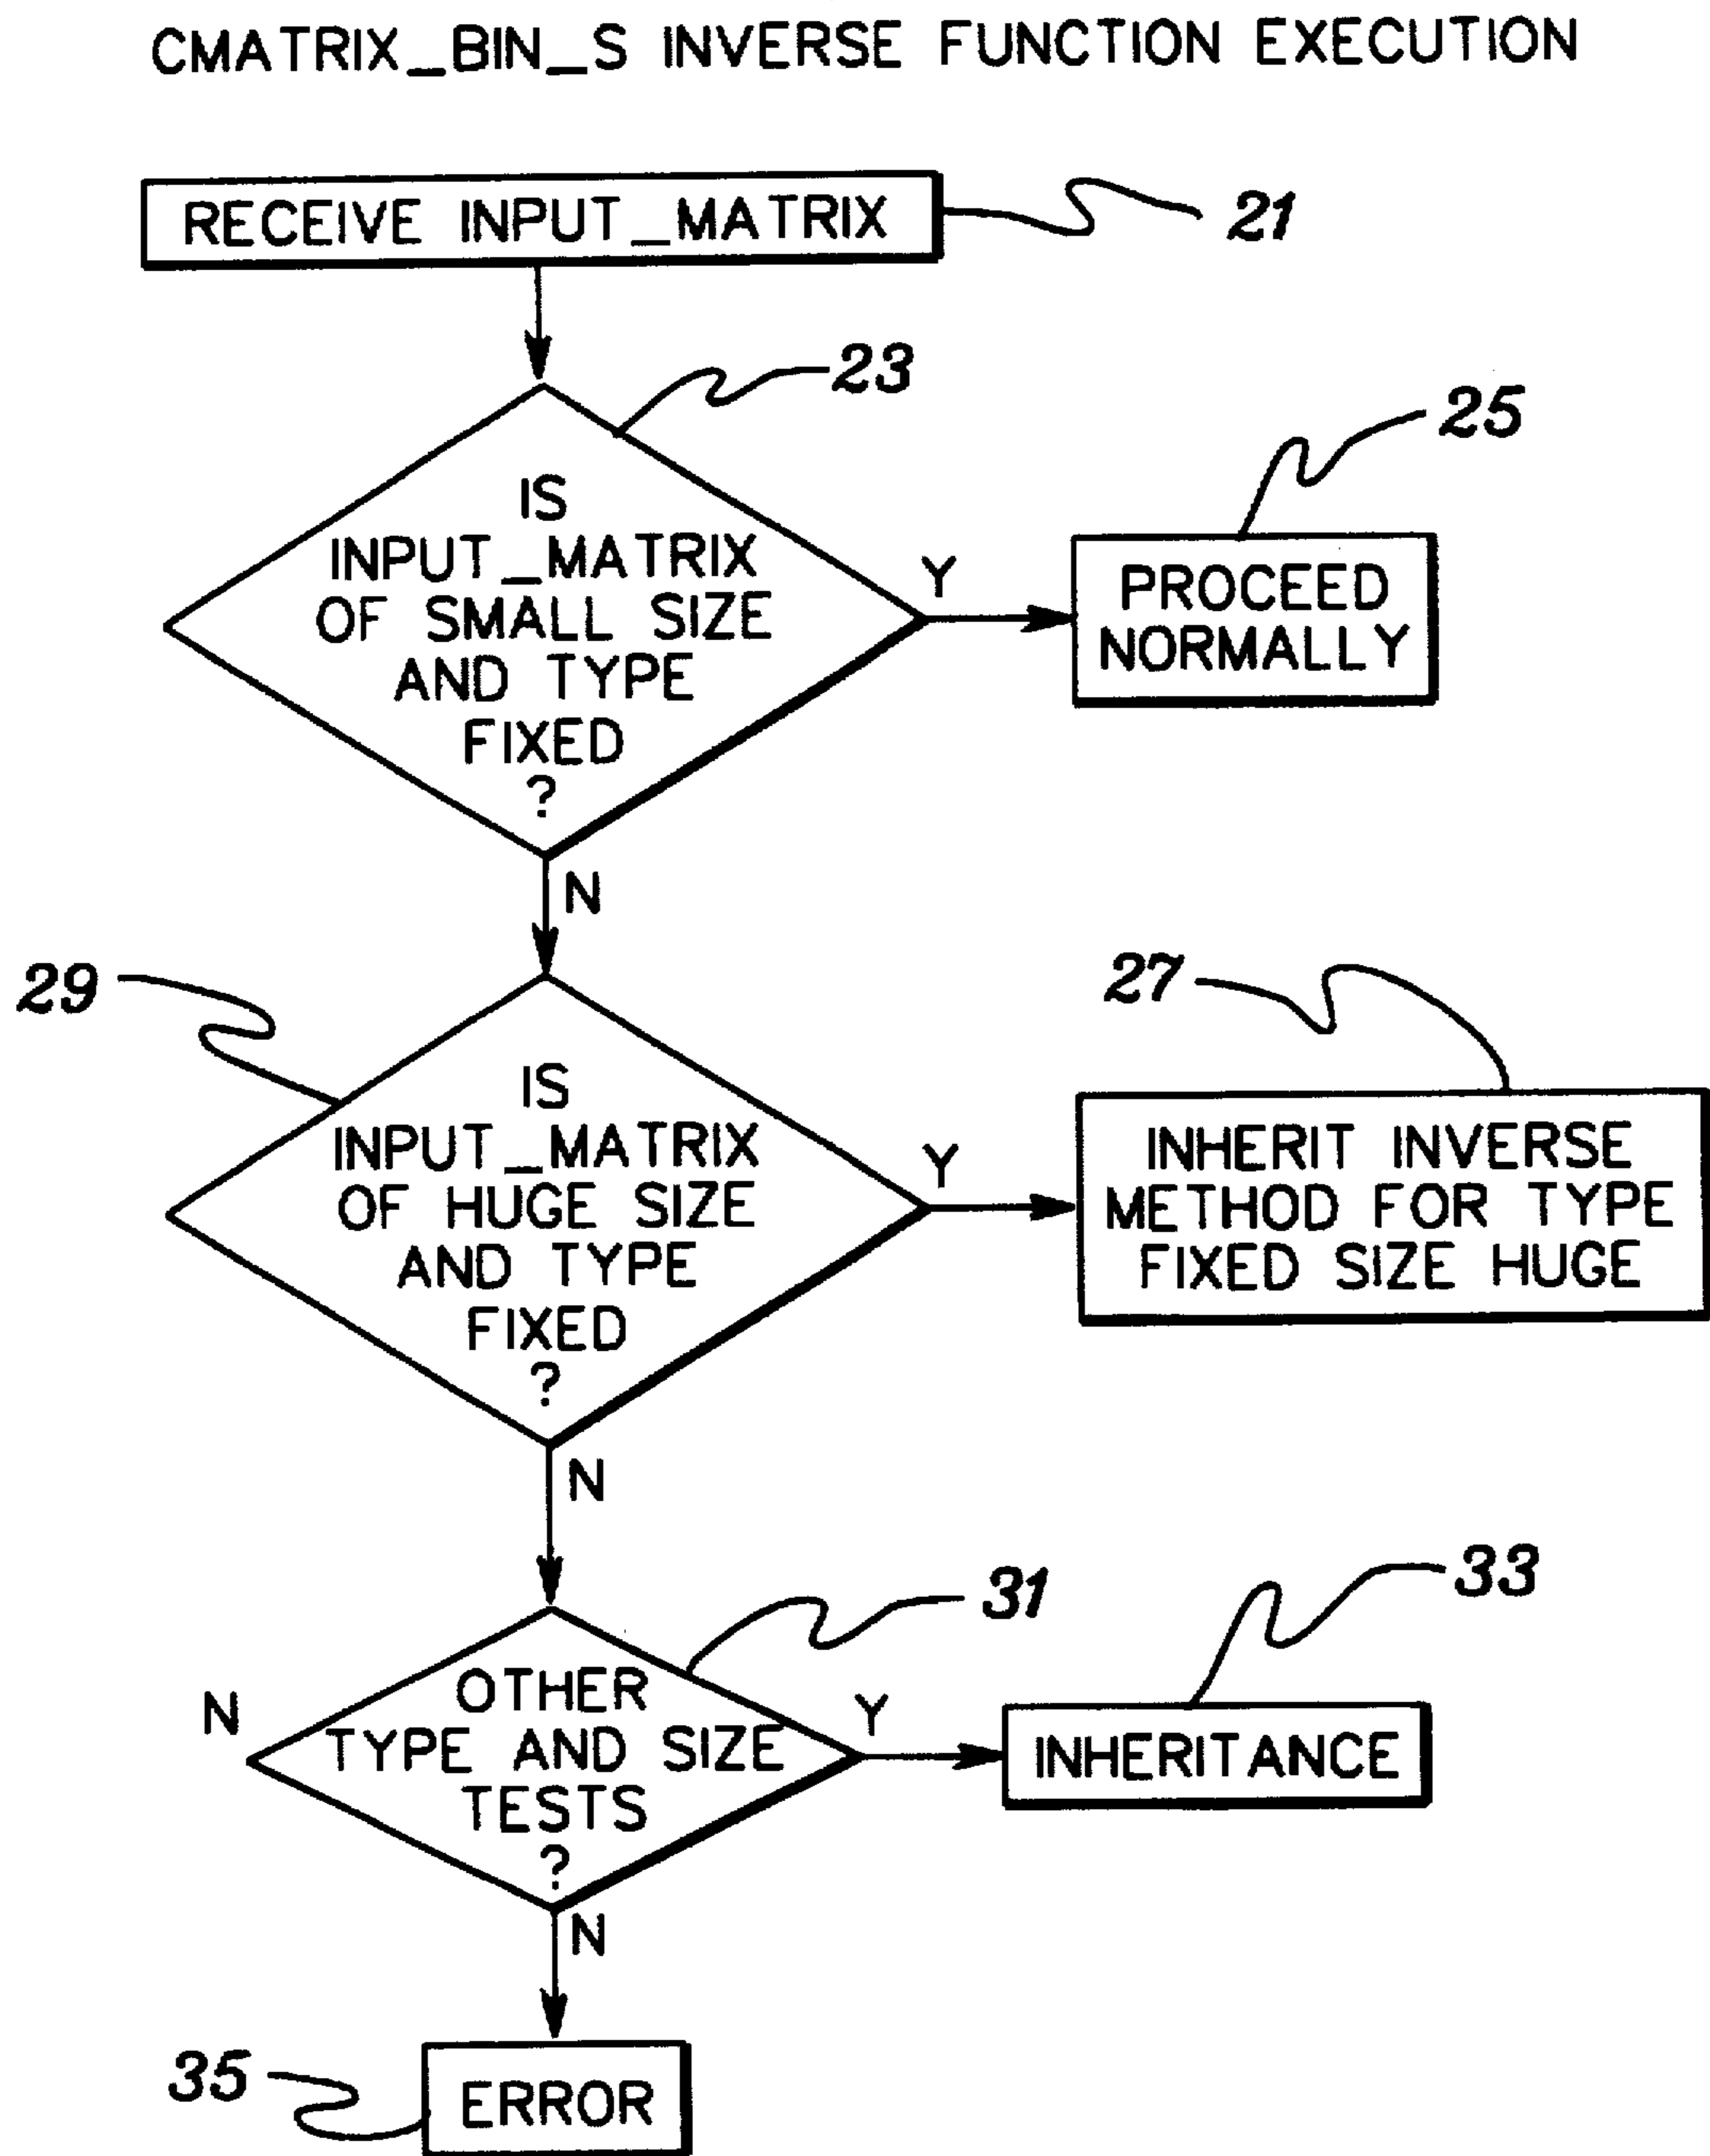 CMATRIX_BIN_S INVERSE FUNCTION EXECUTION
RECEIVE INPUT_MATRIX
21
23
25
IS
INPUT_MATRIX
OF SMALL SIZE
AND TYPE
FIXED
?
Y
PROCEED
NORMALLY
N
29
27
IS
INPUT_MATRIX
OF HUGE SIZE
AND TYPE
FIXED
?
Y
INHERIT INVERSE
METHOD FOR TYPE
FIXED SIZE HUGE
N
31
33
N
OTHER
TYPE AND SIZE
TESTS
?
Y
INHERITANCE
N
35
ERROR